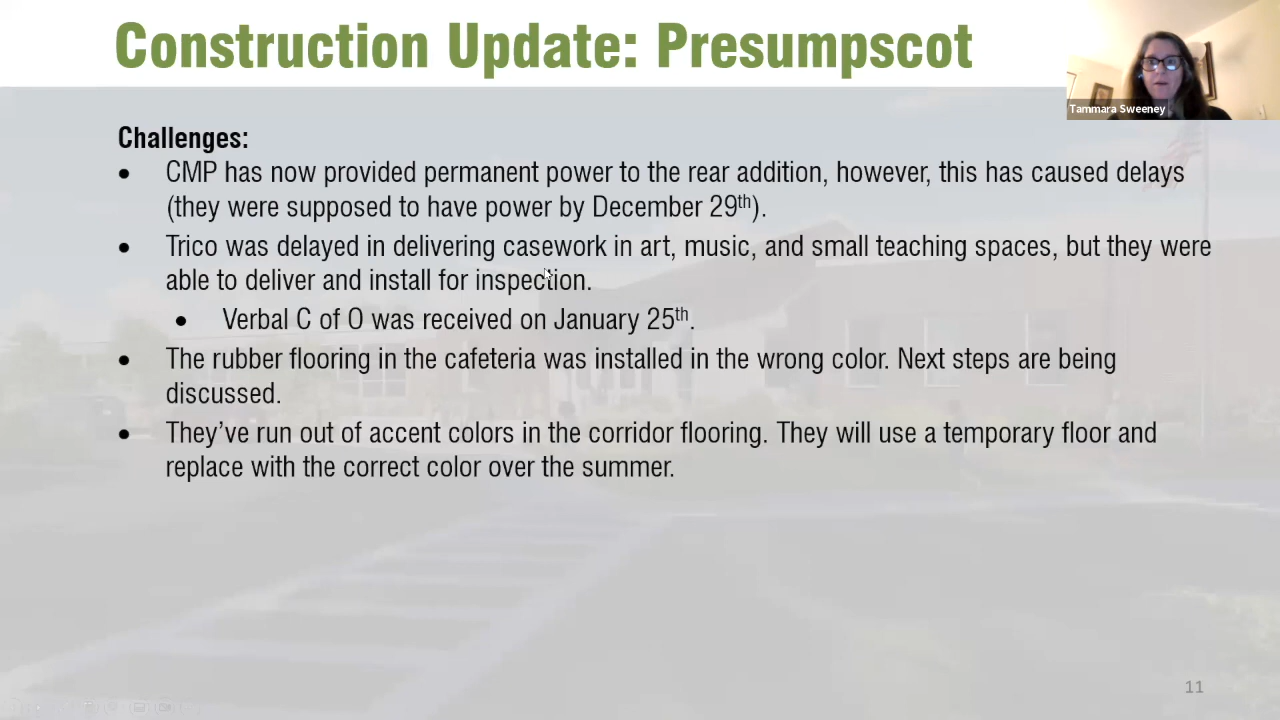 Construction Update: Presumpscot
Tammara Sweeney
Challenges:
• CMP has now provided permanent power to the rear addition, however, this has caused delays
(they were supposed to have power by December 29th).
• Trico was delayed in delivering casework in art, music, and small teaching spaces, but they were
able to deliver and install for inspection.
• Verbal C of O was received on January 25th.
• The rubber flooring in the cafeteria was installed in the wrong color. Next steps are being
discussed.
• They’ve run out of accent colors in the corridor flooring. They will use a temporary floor and
replace with the correct color over the summer.
11